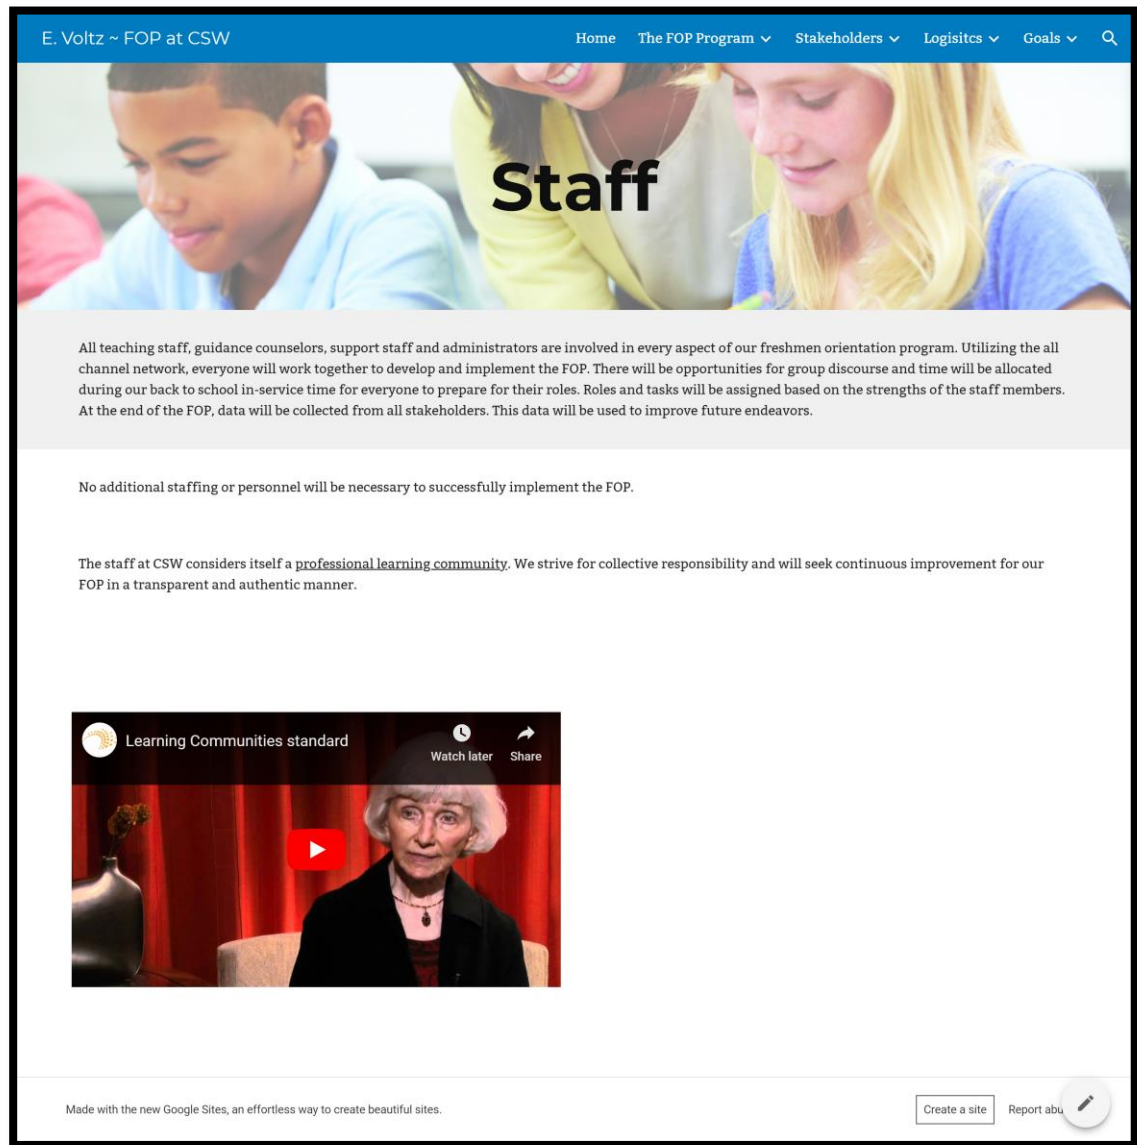 E. Voltz ~ FOP at CSW
Home The FOP Program Stakeholders Logisitcs Goals
Staff
All teaching staff, guidance counselors, support staff and administrators are involved in every aspect of our freshmen orientation program. Utilizing the all
channel network, everyone will work together to develop and implement the FOP. There will be opportunities for group discourse and time will be allocated
during our back to school in-service time for everyone to prepare for their roles. Roles and tasks will be assigned based on the strengths of the staff members.
At the end of the FOP, data will be collected from all stakeholders. This data will be used to improve future endeavors.
No additional staffing or personnel will be necessary to successfully implement the FOP.
The staff at CSW considers itself a professional learning community. We strive for collective responsibility and will seek continuous improvement for our
FOP in a transparent and authentic manner.
Learning Communities standard
Watch later Share
Made with the new Google Sites, an effortless way to create beautiful sites.
Create a site Report